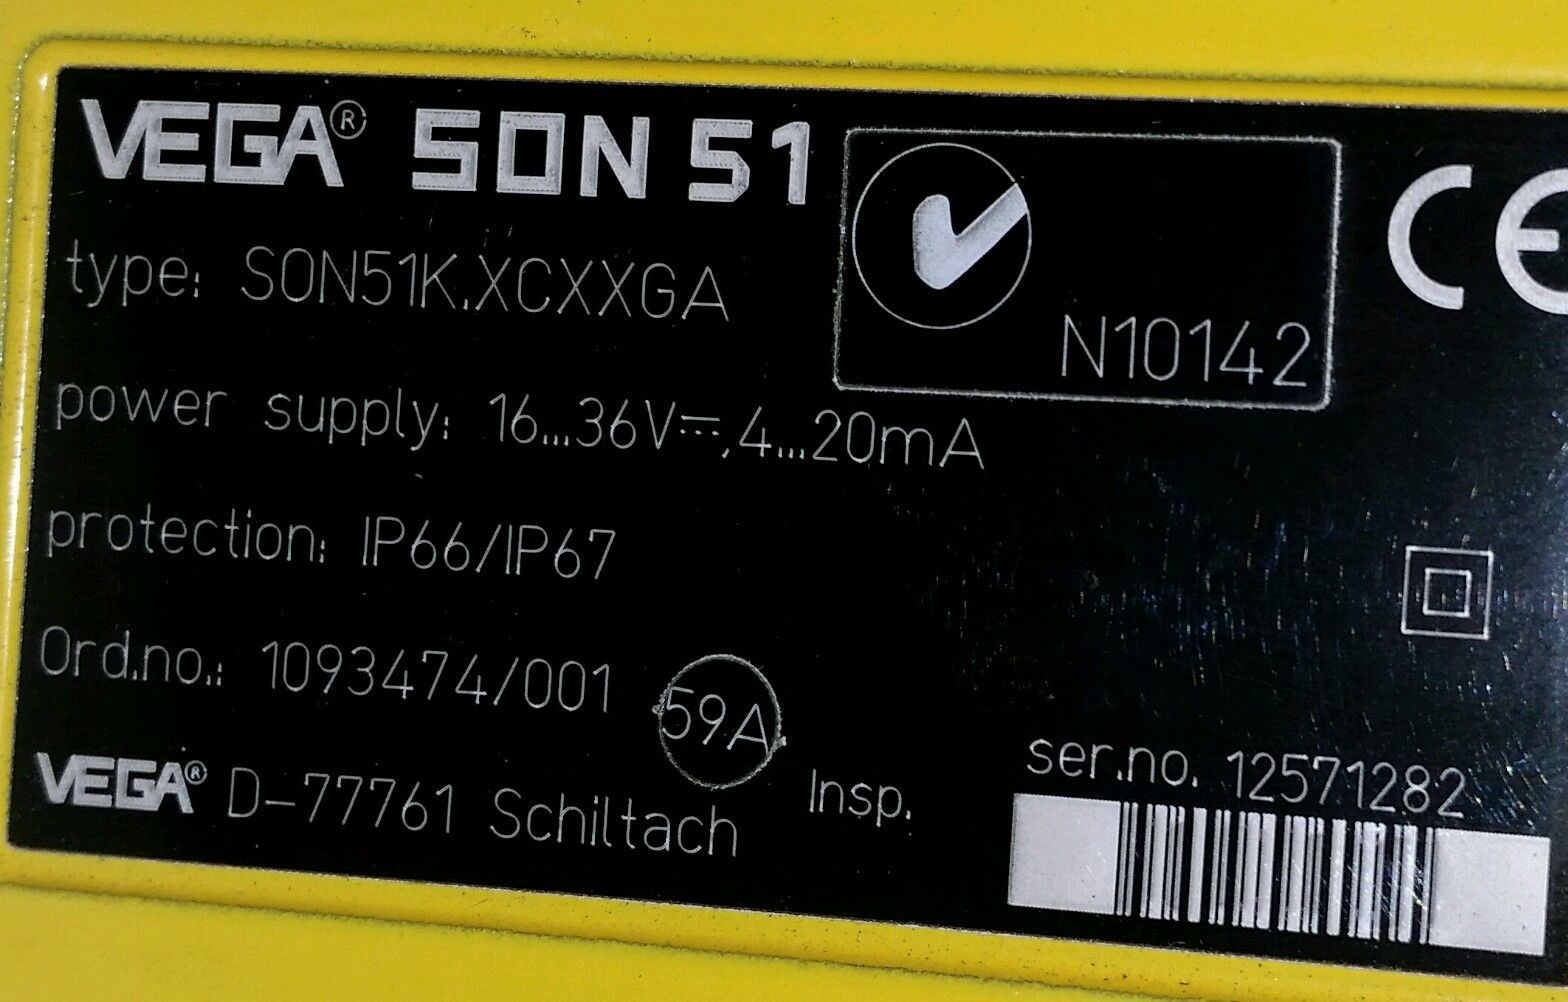 VEGA® SON 51
CE
type: SON51K.XCXXGA
N10142
power supply: 16...36V⎓, 4...20mA
protection: IP66/IP67
Ord.no.: 1093474/001 59A
ser.no. 12571282
VEGA® D-77761 Schiltach Insp.